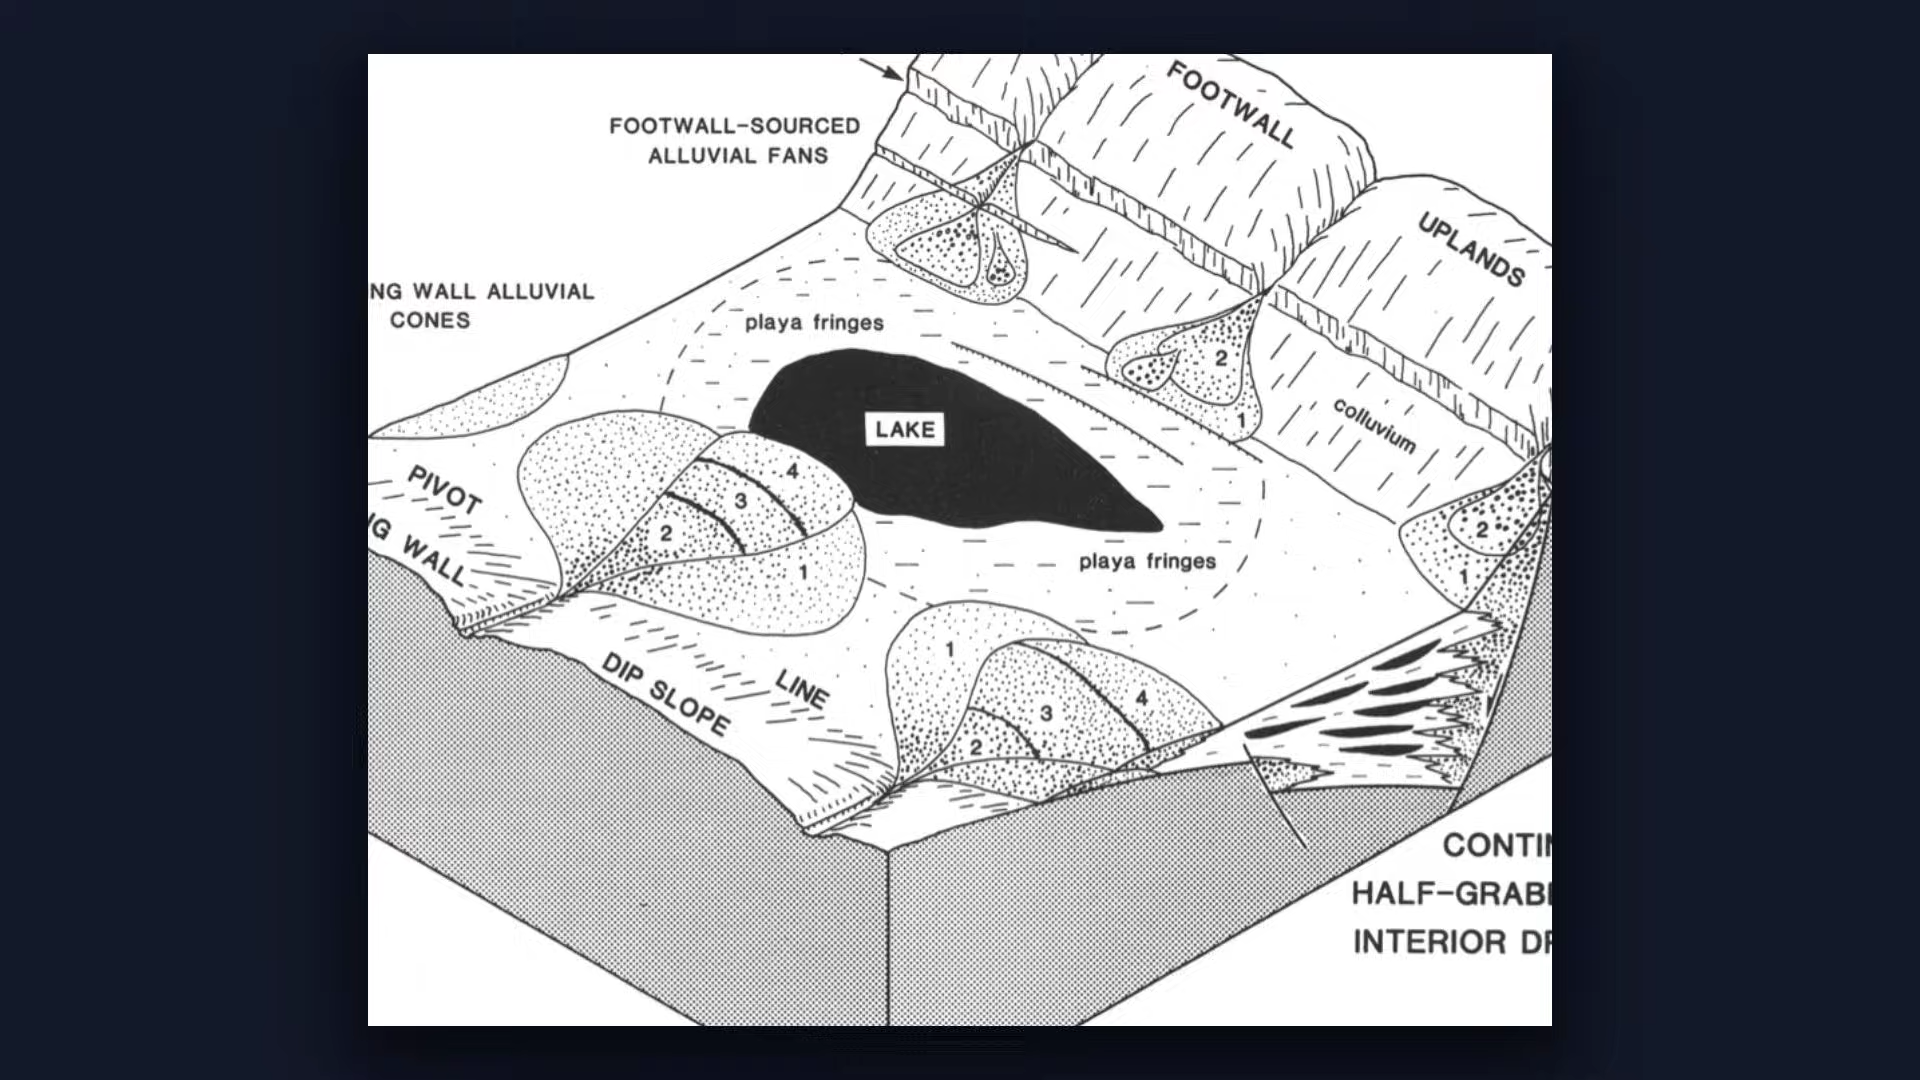 FOOTWALL
FOOTWALL-SOURCED
ALLUVIAL FANS
UPLANDS
NG WALL ALLUVIAL
CONES
playa fringes
2
1
colluvium
LAKE
4
3
2
1
PIVOT
G WALL
2
1
playa fringes
DIP SLOPE
LINE
1
4
3
2
CONTIN
HALF-GRAB
INTERIOR D